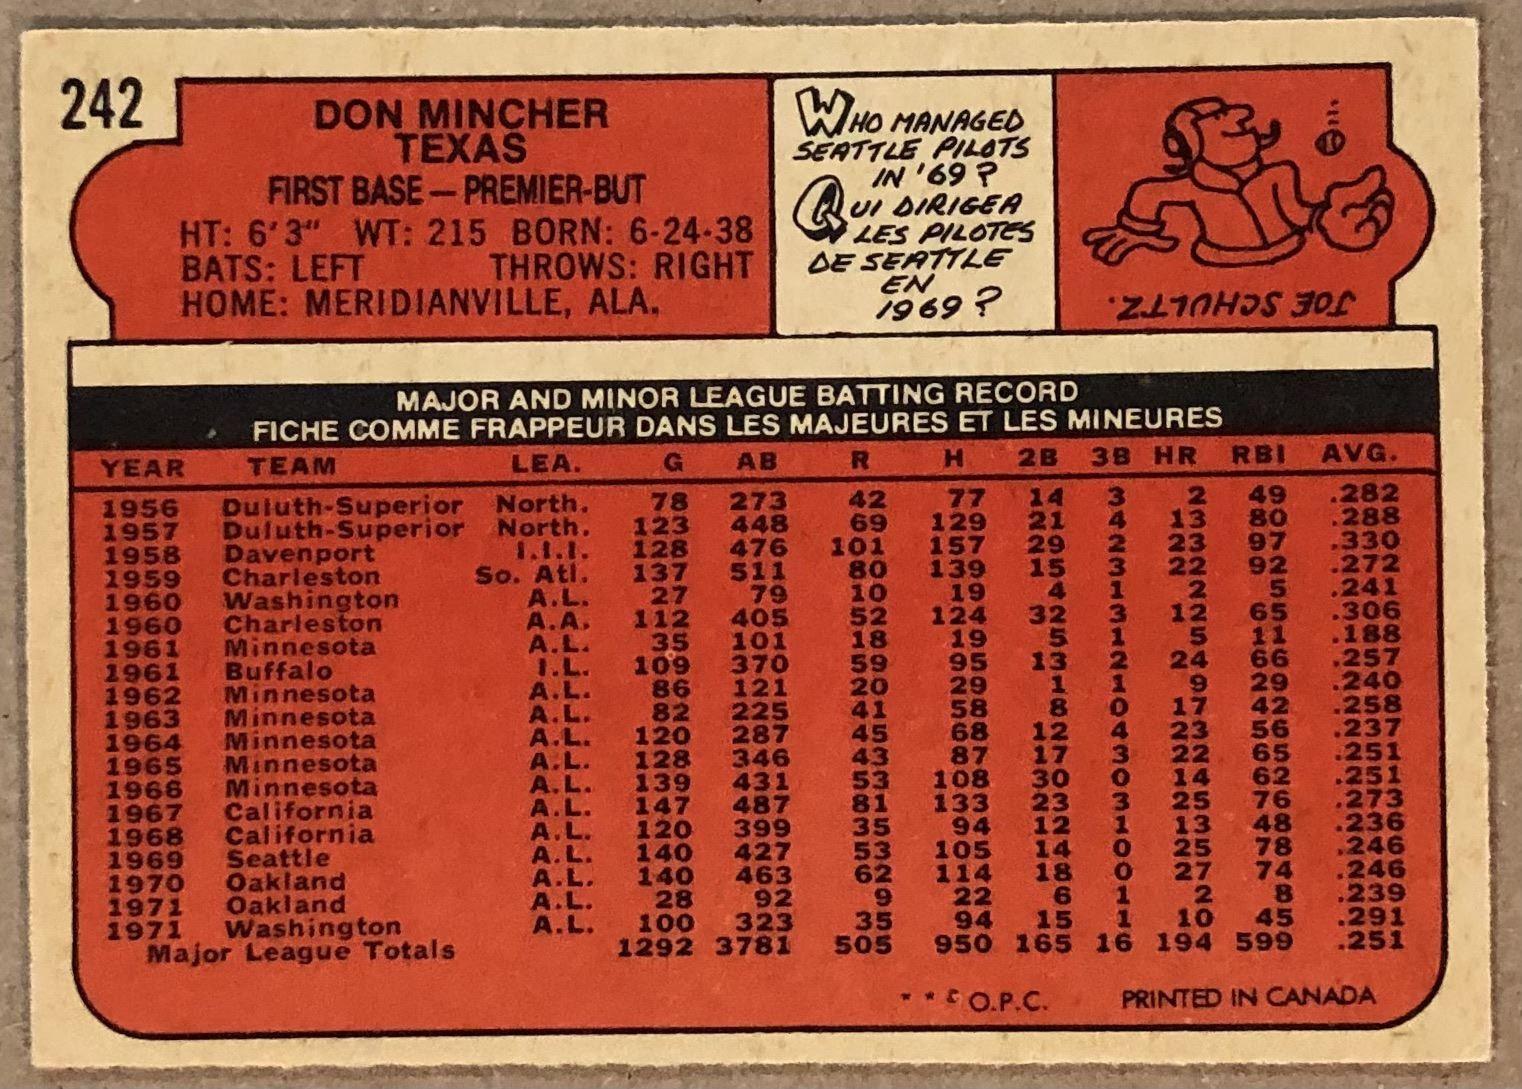 242
DON MINCHER
TEXAS
FIRST BASE — PREMIER-BUT
HT: 6'3" WT: 215 BORN: 6-24-38
BATS: LEFT THROWS: RIGHT
HOME: MERIDIANVILLE, ALA.
WHO MANAGED
SEATTLE PILOTS
IN '69?
QUI DIRIGEA
LES PILOTES
DE SEATTLE
EN
1969?
JOE SCHULTZ.
MAJOR AND MINOR LEAGUE BATTING RECORD
FICHE COMME FRAPPEUR DANS LES MAJEURES ET LES MINEURES
YEAR TEAM LEA. G AB R H 2B 3B HR RBI AVG.
1956 Duluth-Superior North. 78 273 42 77 14 3 2 49 .282
1957 Duluth-Superior North. 123 448 69 129 21 4 13 80 .288
1958 Davenport I.I.I. 128 476 101 157 29 2 23 97 .330
1959 Charleston So. Atl. 137 511 80 139 15 3 22 92 .272
1960 Washington A.L. 27 79 10 19 4 1 2 5 .241
1960 Charleston A.A. 112 405 52 124 32 3 12 65 .306
1961 Minnesota A.L. 35 101 18 19 5 1 5 11 .188
1961 Buffalo I.L. 109 370 59 95 13 2 24 66 .257
1962 Minnesota A.L. 86 121 20 29 1 1 9 29 .240
1963 Minnesota A.L. 82 225 41 58 8 0 17 42 .258
1964 Minnesota A.L. 120 287 45 68 12 4 23 56 .237
1965 Minnesota A.L. 128 346 43 87 17 3 22 65 .251
1966 Minnesota A.L. 139 431 53 108 30 0 14 62 .251
1967 California A.L. 147 487 81 133 23 3 25 76 .273
1968 California A.L. 120 399 35 94 12 1 13 48 .236
1969 Seattle A.L. 140 427 53 105 14 0 25 78 .246
1970 Oakland A.L. 140 463 62 114 18 0 27 74 .246
1971 Oakland A.L. 28 92 9 22 6 1 2 8 .239
1971 Washington A.L. 100 323 35 94 15 1 10 45 .291
Major League Totals 1292 3781 505 950 165 16 194 599 .251
* * © O.P.C. PRINTED IN CANADA